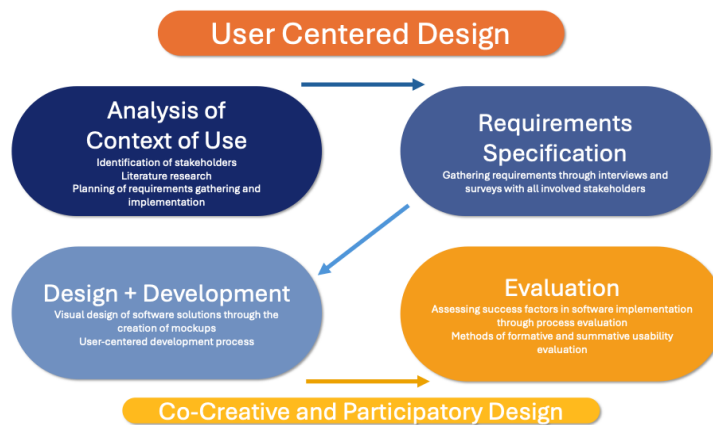 User Centered Design
Analysis of
Context of Use
Identification of stakeholders
Literature research
Planning of requirements gathering and
implementation
Requirements
Specification
Gathering requirements through interviews and
surveys with all involved stakeholders
Design + Development
Visual design of software solutions through the
creation of mockups
User-centered development process
Evaluation
Assessing success factors in software implementation
through process evaluation
Methods of formative and summative usability
evaluation
Co-Creative and Participatory Design